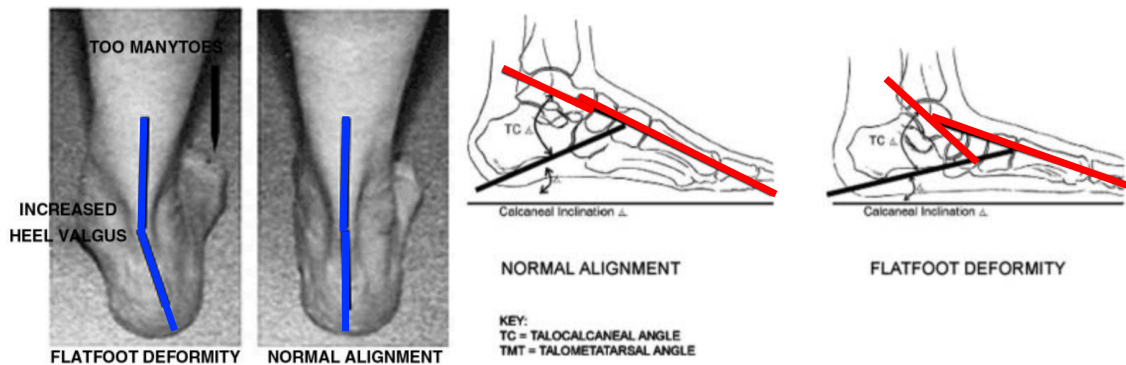 TOO MANYTOES
INCREASED
HEEL VALGUS
FLATFOOT DEFORMITY
NORMAL ALIGNMENT
TC ∠
∠
Calcaneal Inclination ∠
NORMAL ALIGNMENT
KEY:
TC = TALOCALCANEAL ANGLE
TMT = TALOMETATARSAL ANGLE
TC ∠
∠
Calcaneal Inclination ∠
FLATFOOT DEFORMITY